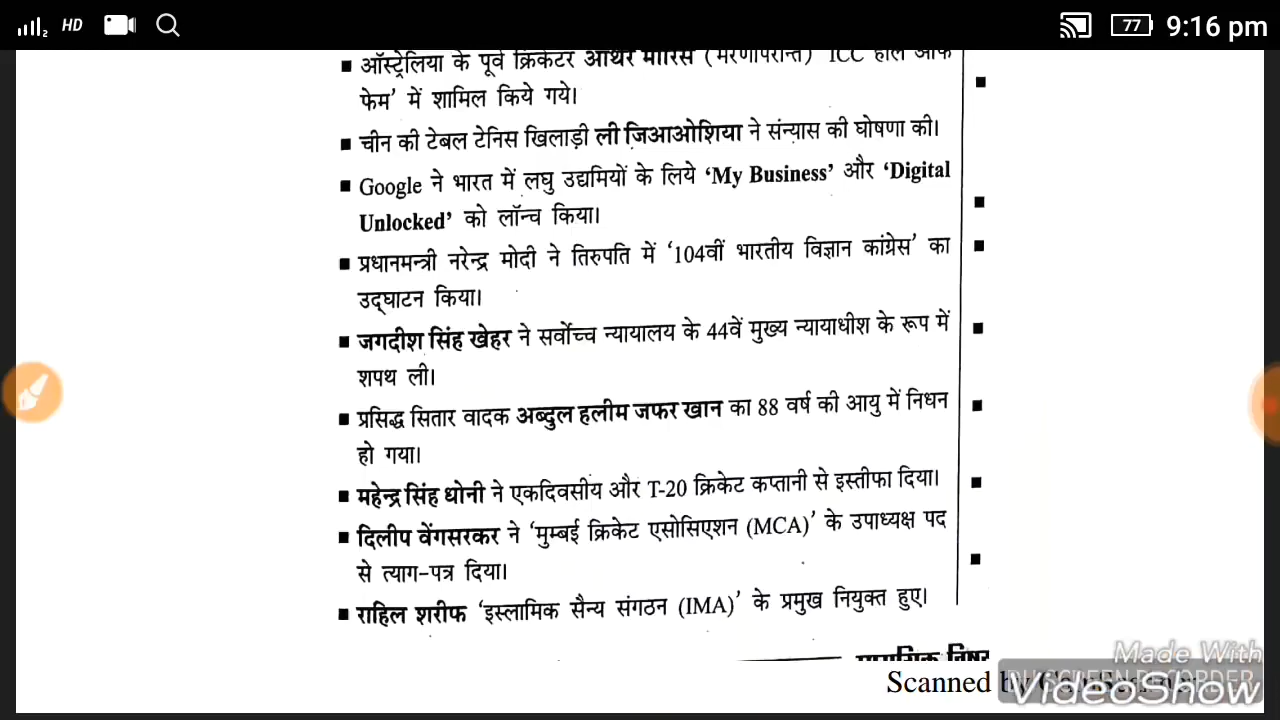 HD 77 9:16 pm
■ ऑस्ट्रेलिया के पूर्व क्रिकेटर आर्थर मॉरिस (मरणोपरान्त) 'ICC हॉल ऑफ
फेम' में शामिल किये गये।
■ चीन की टेबल टेनिस खिलाड़ी ली जिआओशिया ने संन्यास की घोषणा की।
■ Google ने भारत में लघु उद्यमियों के लिये 'My Business' और 'Digital
Unlocked' को लॉन्च किया।
■ प्रधानमन्त्री नरेन्द्र मोदी ने तिरुपति में '104वीं भारतीय विज्ञान कांग्रेस' का
उद्घाटन किया।
■ जगदीश सिंह खेहर ने सर्वोच्च न्यायालय के 44वें मुख्य न्यायाधीश के रूप में
शपथ ली।
■ प्रसिद्ध सितार वादक अब्दुल हलीम जफर खान का 88 वर्ष की आयु में निधन
हो गया।
■ महेन्द्र सिंह धोनी ने एकदिवसीय और T-20 क्रिकेट कप्तानी से इस्तीफा दिया।
■ दिलीप वेंगसरकर ने 'मुम्बई क्रिकेट एसोसिएशन (MCA)' के उपाध्यक्ष पद
से त्याग-पत्र दिया।
■ राहिल शरीफ 'इस्लामिक सैन्य संगठन (IMA)' के प्रमुख नियुक्त हुए।
Made With
Scanned by
VideoShow